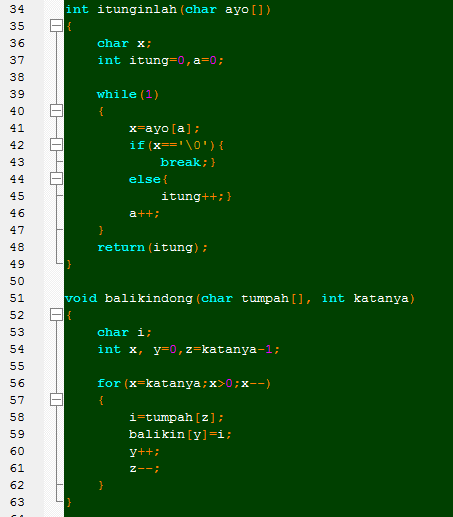 34 int itunginlah(char ayo[])
35 {
36     char x;
37     int itung=0,a=0;
38
39     while(1)
40     {
41         x=ayo[a];
42         if(x=='\0'){
43             break;}
44         else{
45             itung++;}
46         a++;
47     }
48     return(itung);
49 }
50
51 void balikindong(char tumpah[], int katanya)
52 {
53     char i;
54     int x, y=0,z=katanya-1;
55
56     for(x=katanya;x>0;x--)
57     {
58         i=tumpah[z];
59         balikin[y]=i;
60         y++;
61         z--;
62     }
63 }